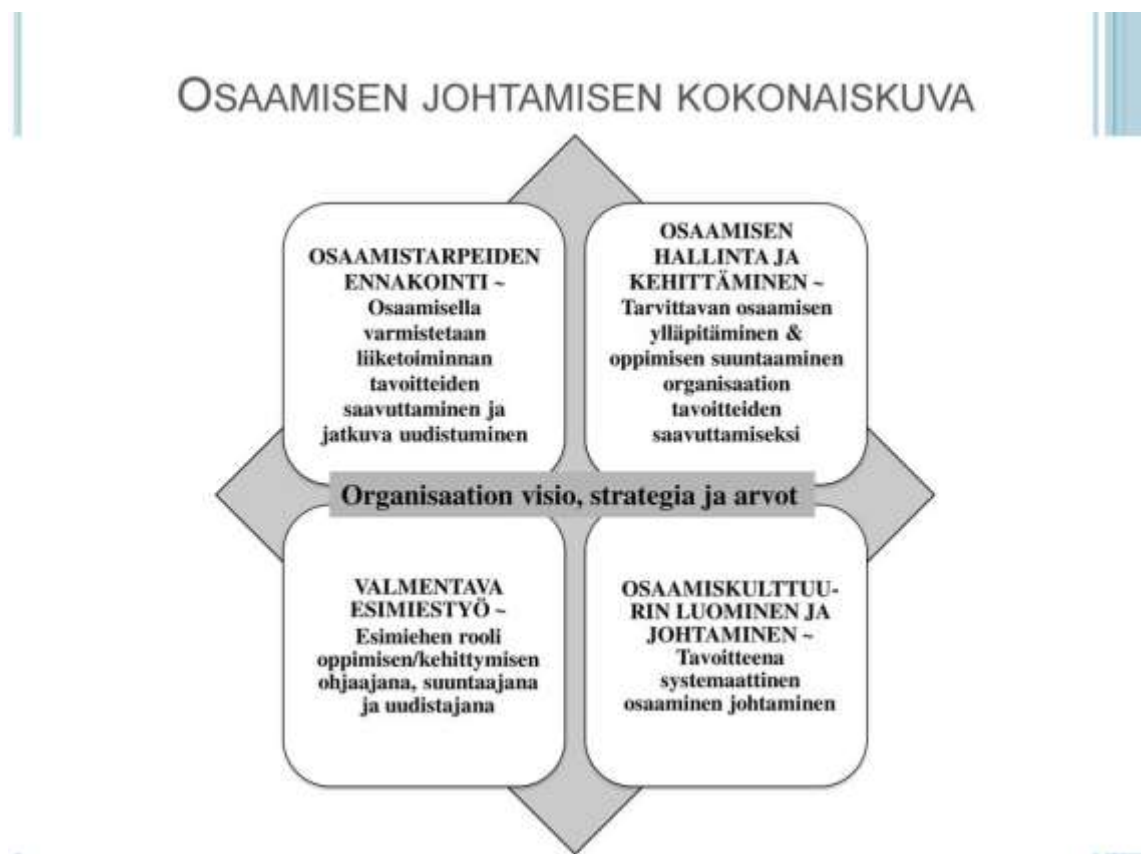 OSAAMISEN JOHTAMISEN KOKONAISKUVA
OSAAMISTARPEIDEN
ENNAKOINTI ~
Osaamisella
varmistetaan
liiketoiminnan
tavoitteiden
saavuttaminen ja
jatkuva uudistuminen
OSAAMISEN
HALLINTA JA
KEHITTÄMINEN ~
Tarvittavan osaamisen
ylläpitäminen &
oppimisen suuntaaminen
organisaation
tavoitteiden
saavuttamiseksi
Organisaation visio, strategia ja arvot
VALMENTAVA
ESIMIESTYÖ ~
Esimiehen rooli
oppimisen/kehittymisen
ohjaajana, suuntaajana
ja uudistajana
OSAAMISKULTTUU-
RIN LUOMINEN JA
JOHTAMINEN ~
Tavoitteena
systemaattinen
osaaminen johtaminen